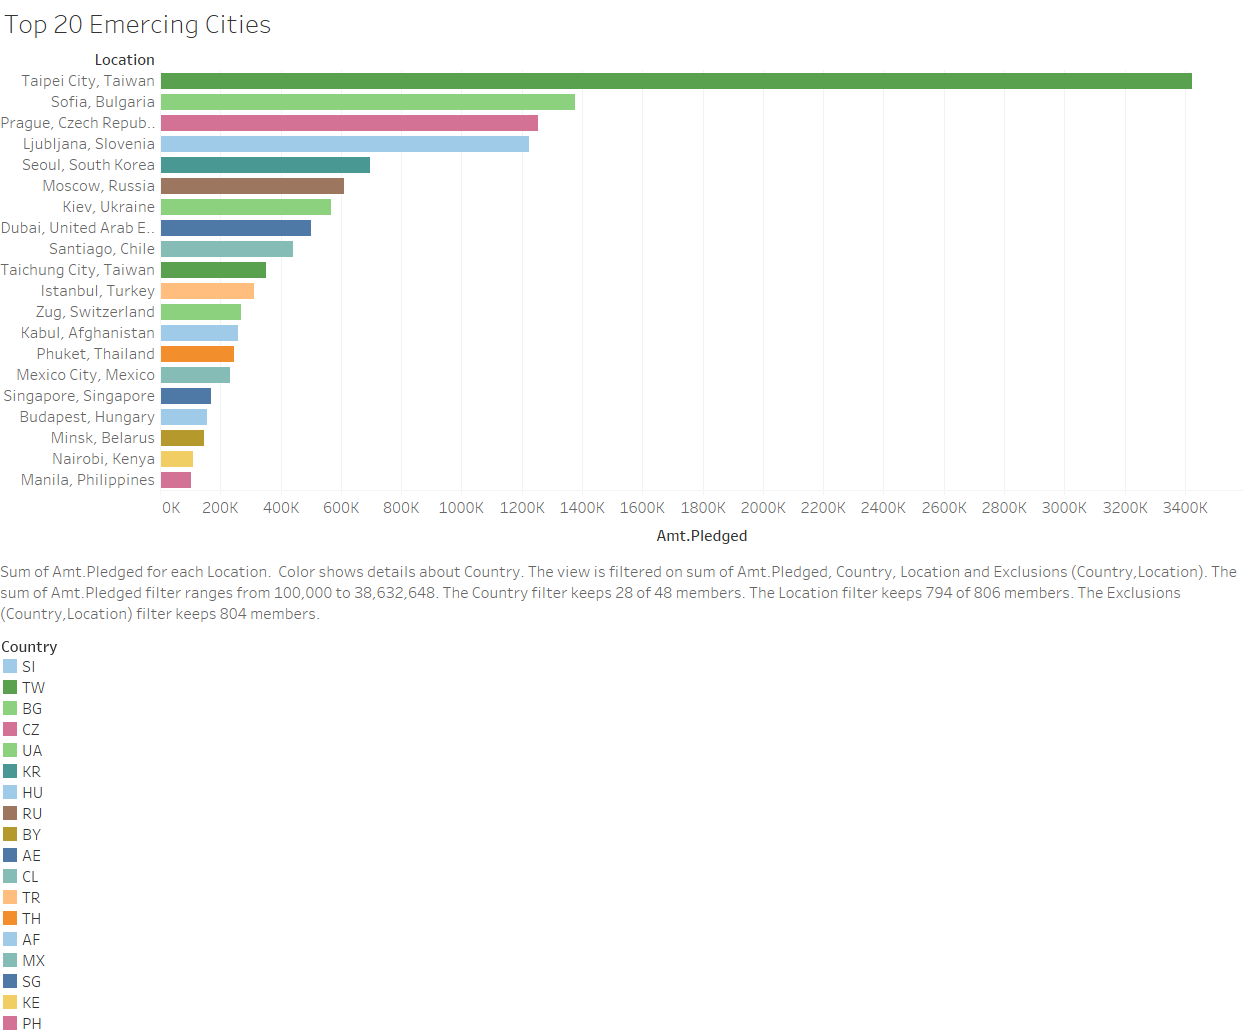 Top 20 Emercing Cities
Location
Taipei City, Taiwan
Sofia, Bulgaria
Prague, Czech Repub..
Ljubljana, Slovenia
Seoul, South Korea
Moscow, Russia
Kiev, Ukraine
Dubai, United Arab E..
Santiago, Chile
Taichung City, Taiwan
Istanbul, Turkey
Zug, Switzerland
Kabul, Afghanistan
Phuket, Thailand
Mexico City, Mexico
Singapore, Singapore
Budapest, Hungary
Minsk, Belarus
Nairobi, Kenya
Manila, Philippines
0K 200K 400K 600K 800K 1000K 1200K 1400K 1600K 1800K 2000K 2200K 2400K 2600K 2800K 3000K 3200K 3400K
Amt.Pledged
Sum of Amt.Pledged for each Location.  Color shows details about Country. The view is filtered on sum of Amt.Pledged, Country, Location and Exclusions (Country,Location). The
sum of Amt.Pledged filter ranges from 100,000 to 38,632,648. The Country filter keeps 28 of 48 members. The Location filter keeps 794 of 806 members. The Exclusions
(Country,Location) filter keeps 804 members.
Country
SI
TW
BG
CZ
UA
KR
HU
RU
BY
AE
CL
TR
TH
AF
MX
SG
KE
PH